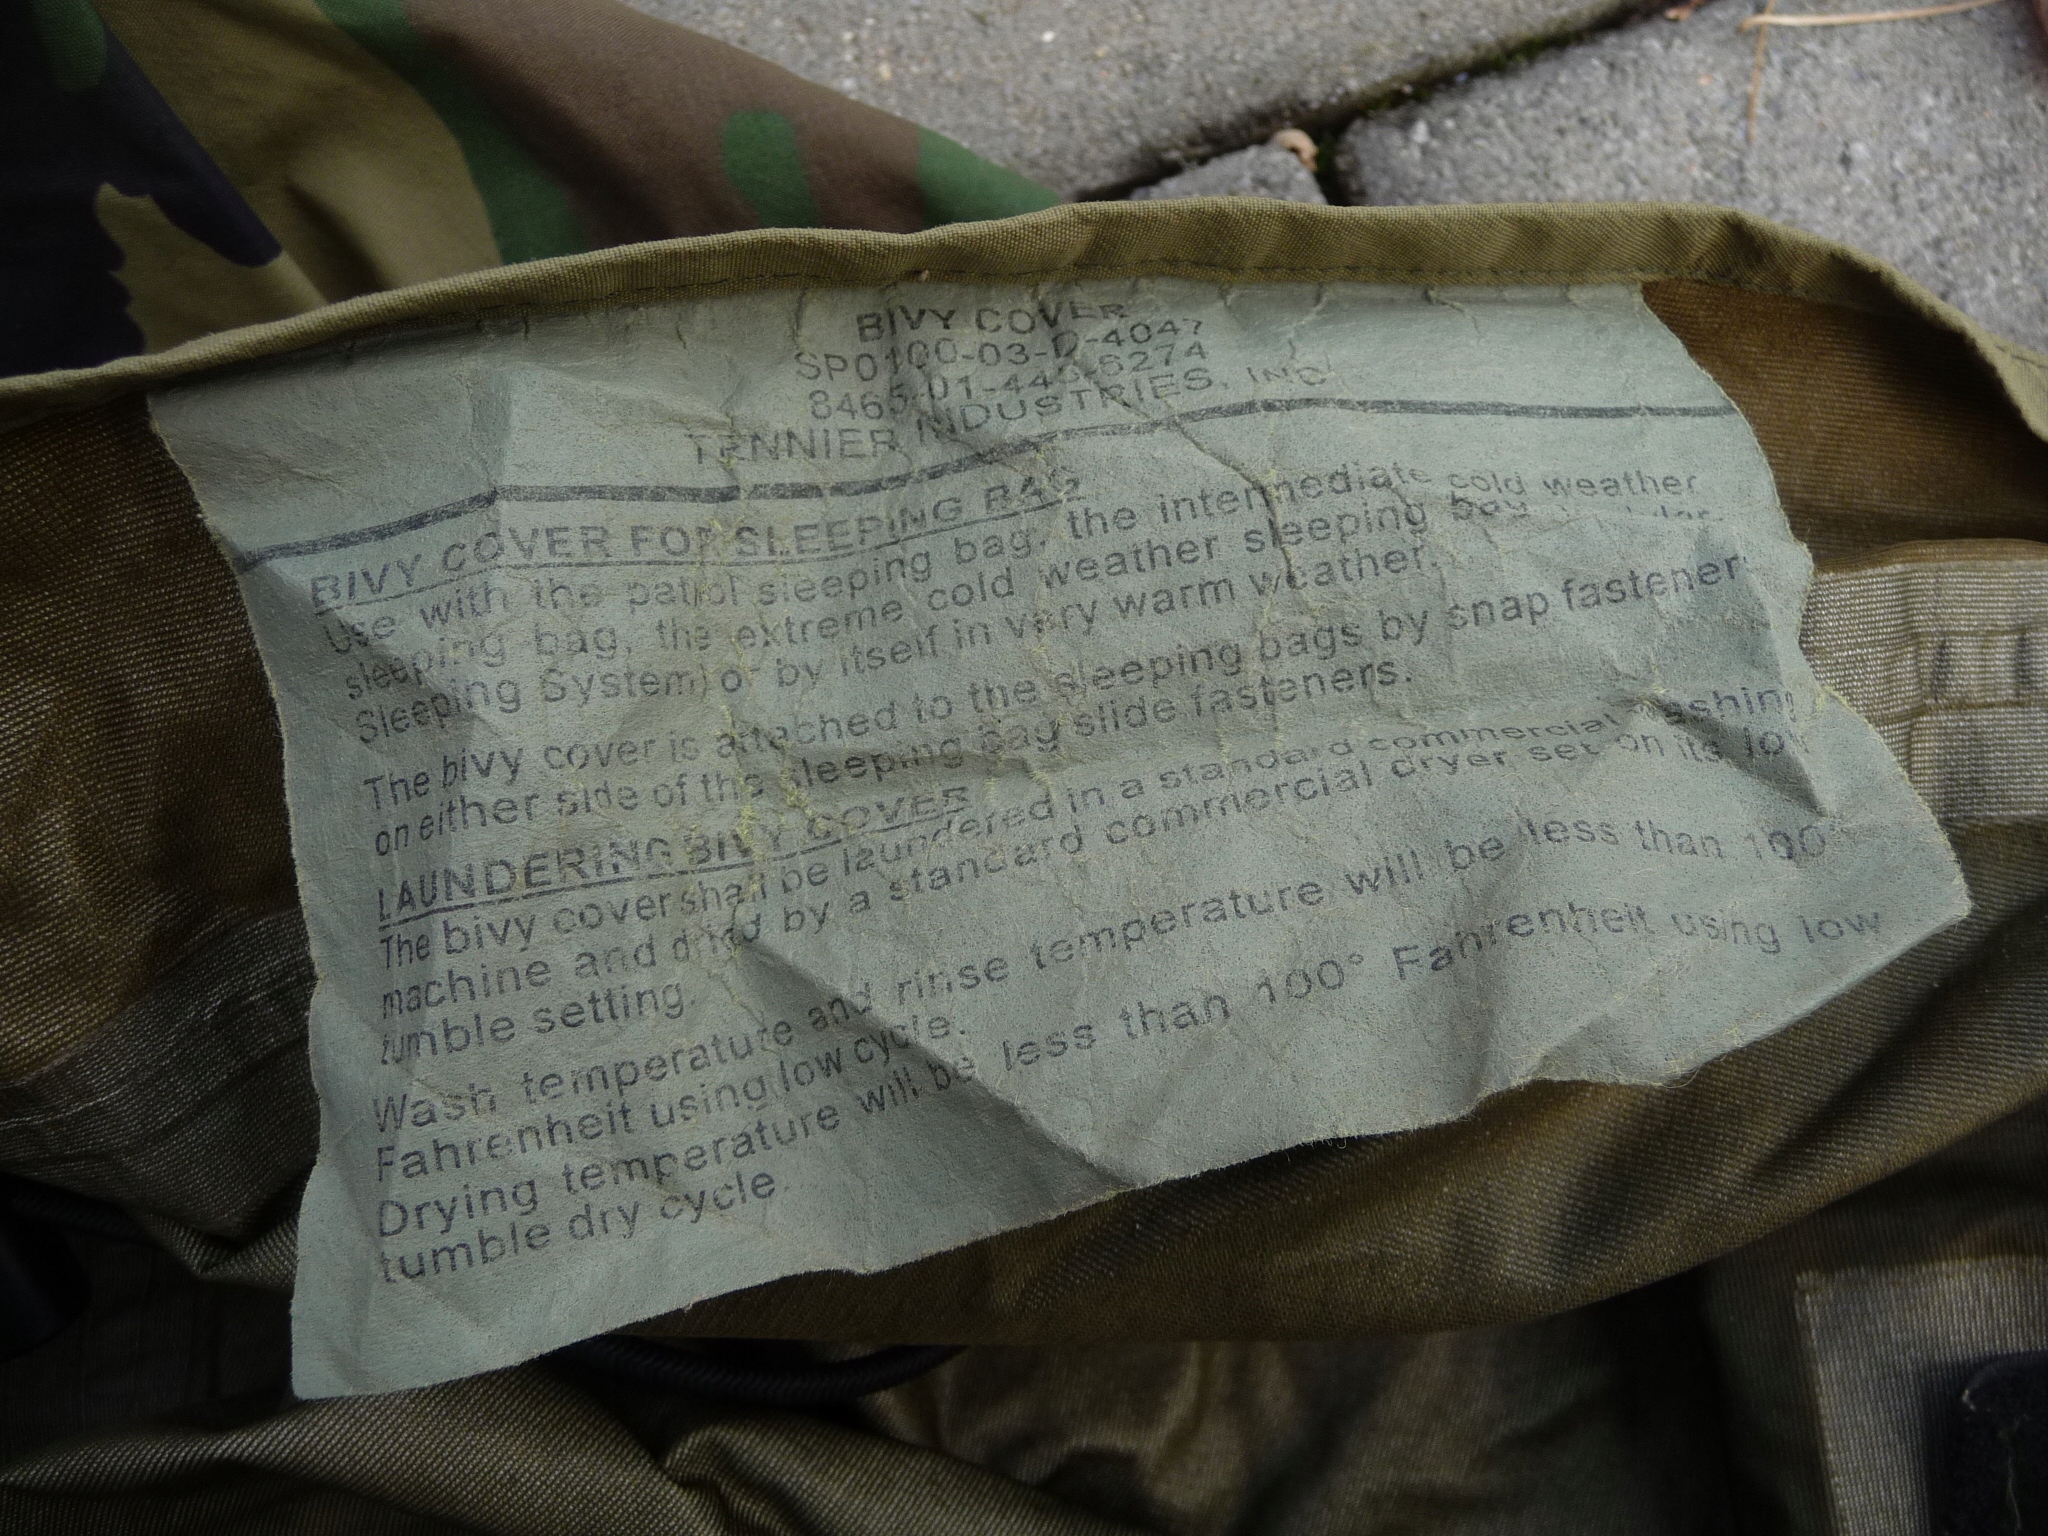 BIVY COVER
SP0100-03-D-4047
8465-01-445-6274
TENNIER INDUSTRIES, INC
BIVY COVER FOR SLEEPING BAG
Use with the patrol sleeping bag, the intermediate cold weather
sleeping bag, the extreme cold weather sleeping bag
Sleeping System) or by itself in very warm weather.
The bivy cover is attached to the sleeping bags by snap fasteners
on either side of the sleeping bag slide fasteners.
LAUNDERING BIVY COVER
The bivy cover shall be laundered in a standard commercial washing
machine and dried by a standard commercial dryer set on its low
tumble setting.
Wash temperature and rinse temperature will be less than 100°
Fahrenheit using low cycle.
Drying temperature will be less than 100° Fahrenheit using low
tumble dry cycle.